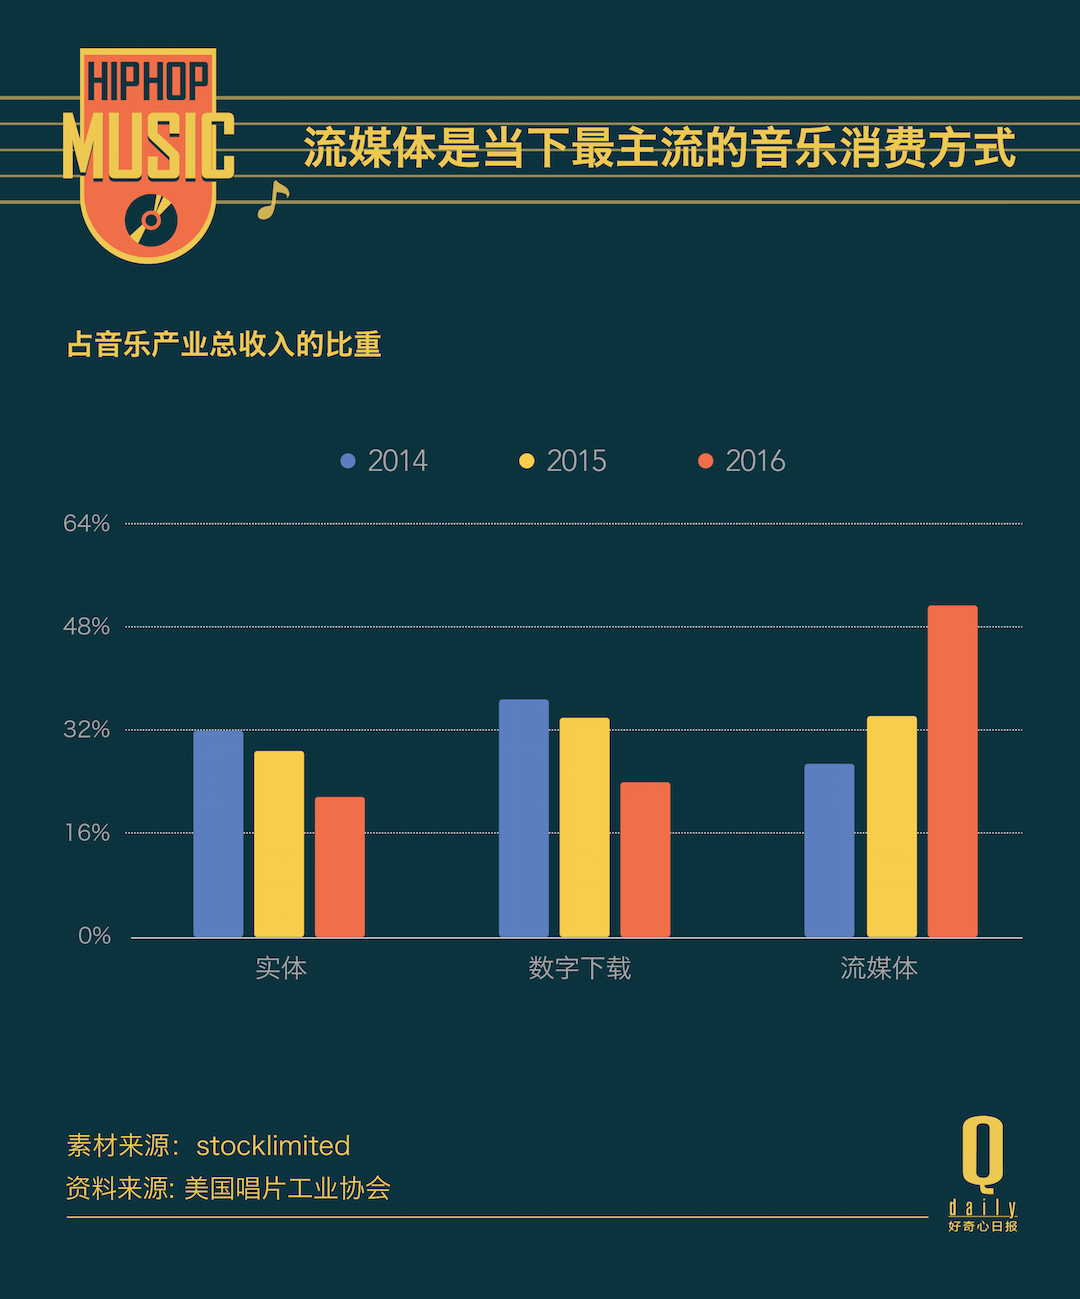 HIPHOP
MUSIC
流媒体是当下最主流的音乐消费方式
占音乐产业总收入的比重
2014 2015 2016
64%
48%
32%
16%
0%
实体 数字下载 流媒体
素材来源：stocklimited
资料来源: 美国唱片工业协会
Q
daily
好奇心日报